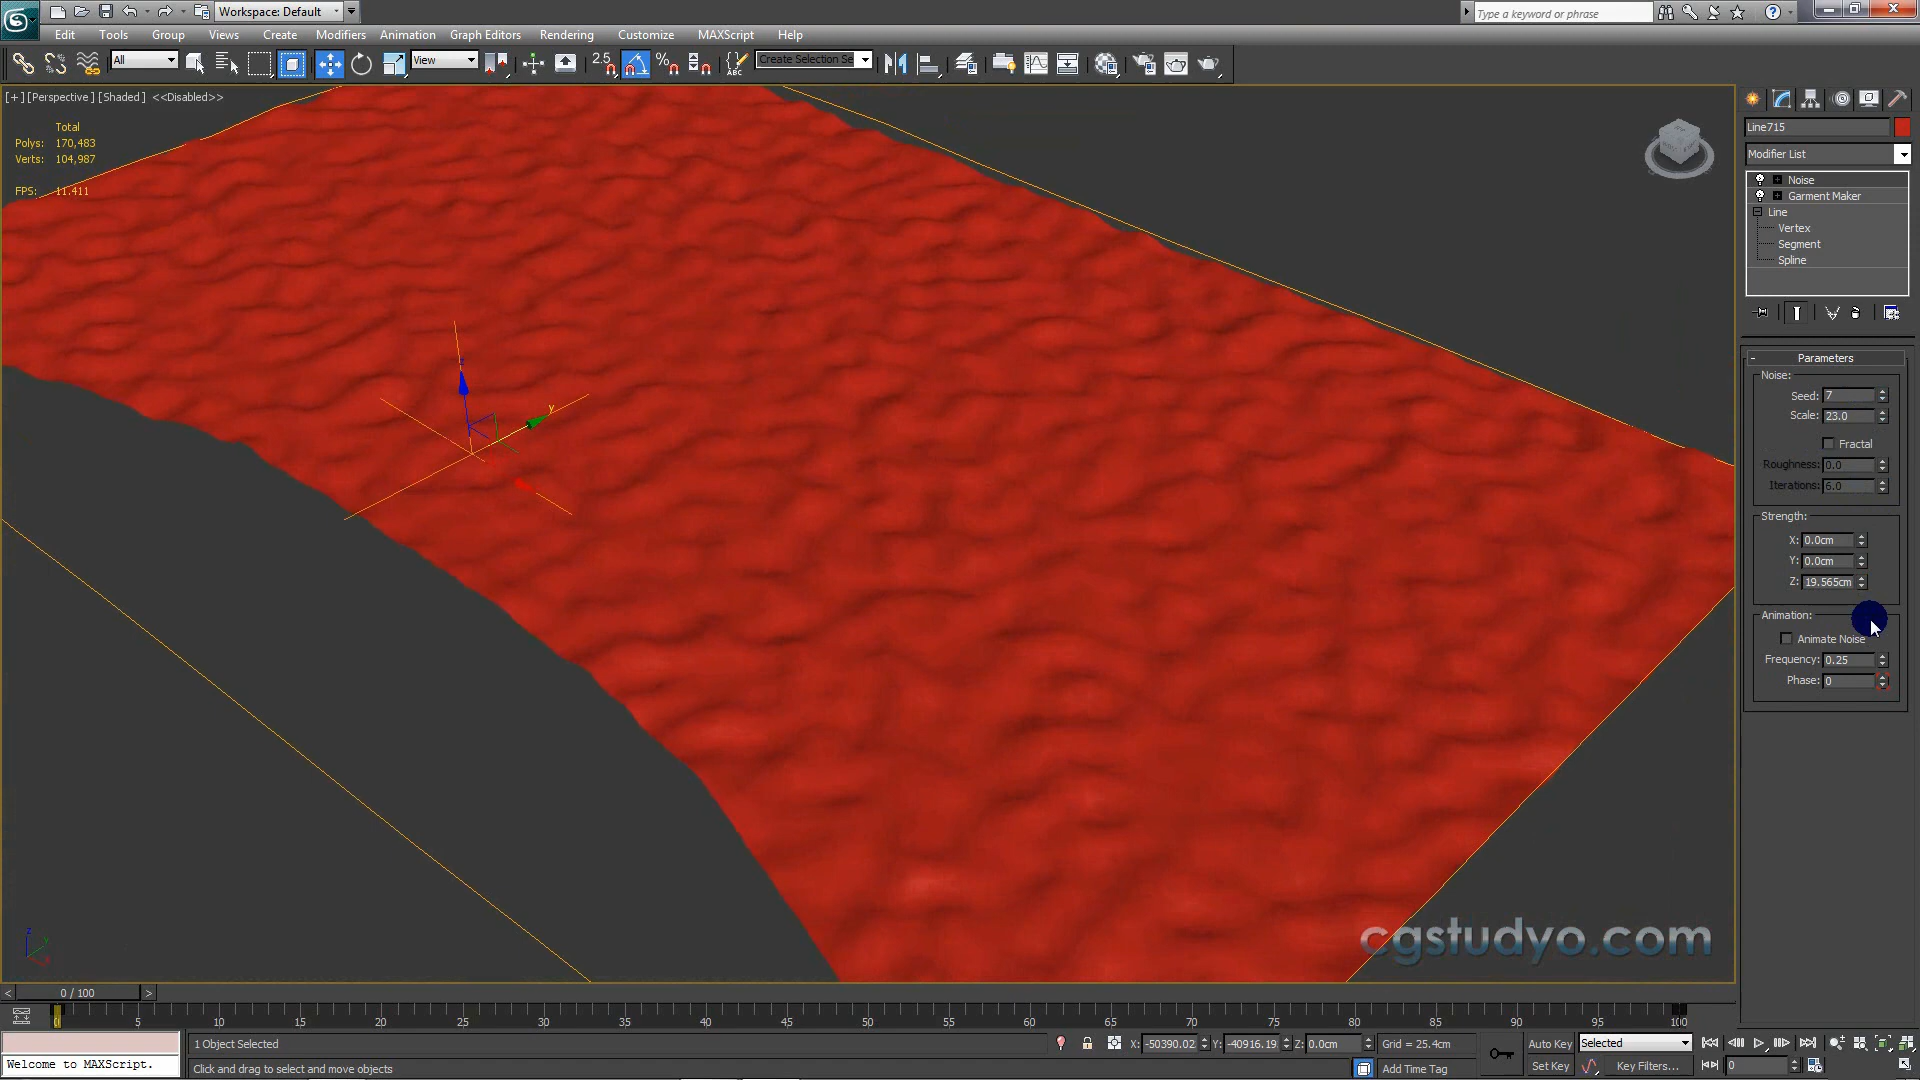 Workspace: Default
Type a keyword or phrase
Edit Tools Group Views Create Modifiers Animation Graph Editors Rendering Customize MAXScript Help
All View 2.5 ABC Create Selection Se
[+] [Perspective] [Shaded] <<Disabled>>
Total
Polys: 170,483
Verts: 104,987
FPS: 11.411
z
y
Line715
Modifier List
Noise
Garment Maker
Line
Vertex
Segment
Spline
Parameters
Noise:
Seed: 7
Scale: 23.0
Fractal
Roughness: 0.0
Iterations: 6.0
Strength:
X: 0.0cm
Y: 0.0cm
Z: 19.565cm
Animation:
Animate Noise
Frequency: 0.25
Phase: 0
cgstudyo.com
< 0 / 100 >
5 10 15 20 25 30 35 40 45 50 55 60 65 70 75 80 85 90 95 100
1 Object Selected X: -50390.02 Y: -40916.19 Z: 0.0cm Grid = 25.4cm Auto Key Selected
Welcome to MAXScript. Click and drag to select and move objects Add Time Tag Set Key Key Filters... 0